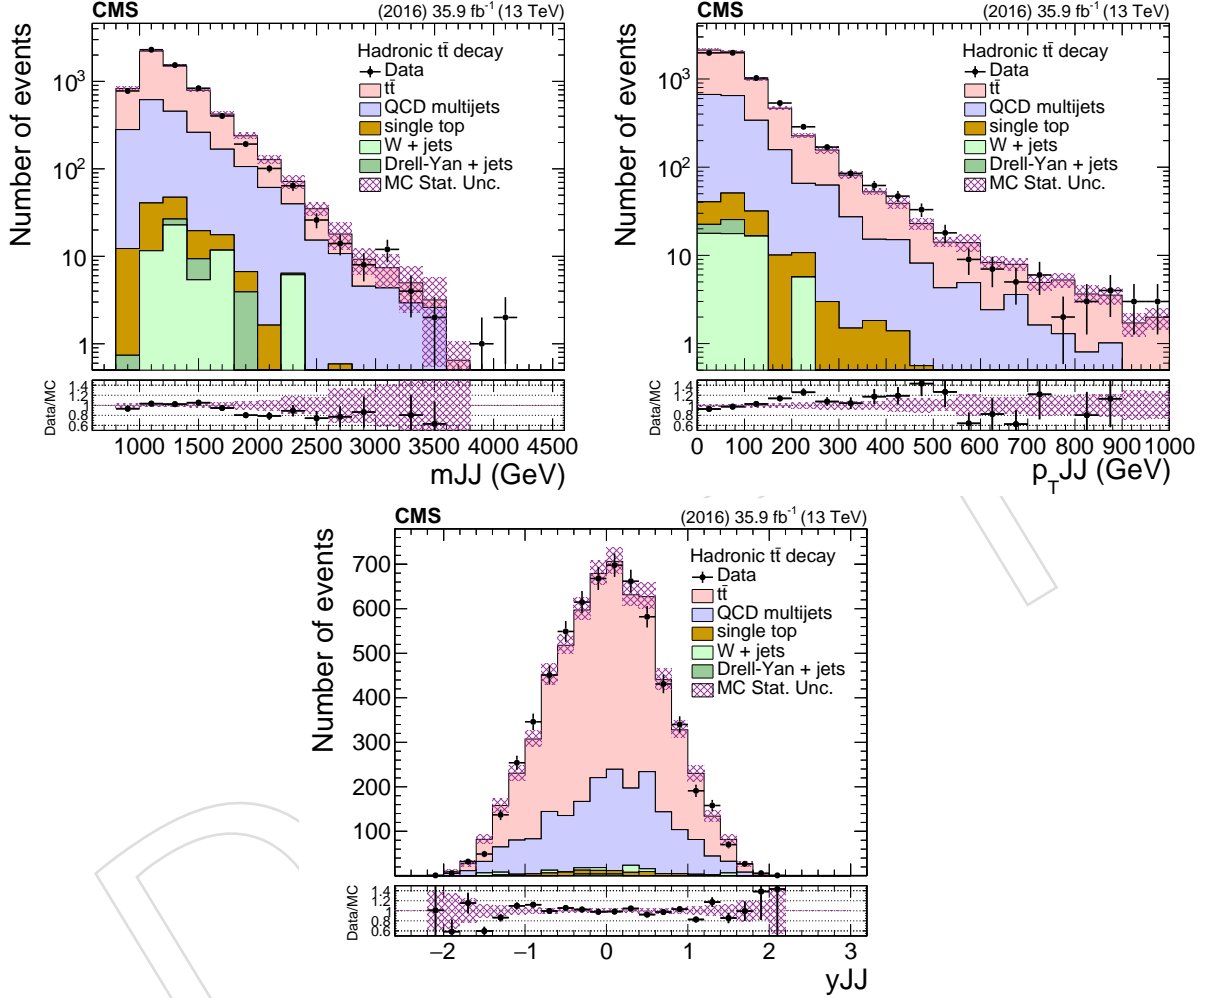 CMS (2016) 35.9 fb⁻¹ (13 TeV)
Number of events
Hadronic tt̄ decay
Data
tt̄
QCD multijets
single top
W + jets
Drell-Yan + jets
MC Stat. Unc.
10³
10²
10
1
Data/MC
1.4
1.2
1
0.8
0.6
1000 1500 2000 2500 3000 3500 4000 4500
mJJ (GeV)
CMS (2016) 35.9 fb⁻¹ (13 TeV)
Number of events
Hadronic tt̄ decay
Data
tt̄
QCD multijets
single top
W + jets
Drell-Yan + jets
MC Stat. Unc.
10³
10²
10
1
Data/MC
1.4
1.2
1
0.8
0.6
0 100 200 300 400 500 600 700 800 900 1000
p_T JJ (GeV)
CMS (2016) 35.9 fb⁻¹ (13 TeV)
Number of events
Hadronic tt̄ decay
Data
tt̄
QCD multijets
single top
W + jets
Drell-Yan + jets
MC Stat. Unc.
700
600
500
400
300
200
100
Data/MC
1.4
1.2
1
0.8
0.6
−2 −1 0 1 2 3
yJJ